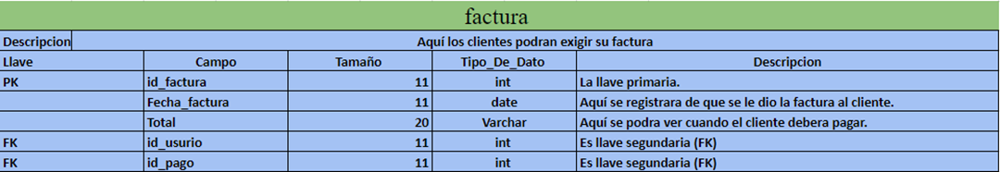 factura
Descripcion Aquí los clientes podran exigir su factura
Llave Campo Tamaño Tipo_De_Dato Descripcion
PK id_factura 11 int La llave primaria.
Fecha_factura 11 date Aquí se registrara de que se le dio la factura al cliente.
Total 20 Varchar Aquí se podra ver cuando el cliente debera pagar.
FK id_usurio 11 int Es llave segundaria (FK)
FK id_pago 11 int Es llave segundaria (FK)